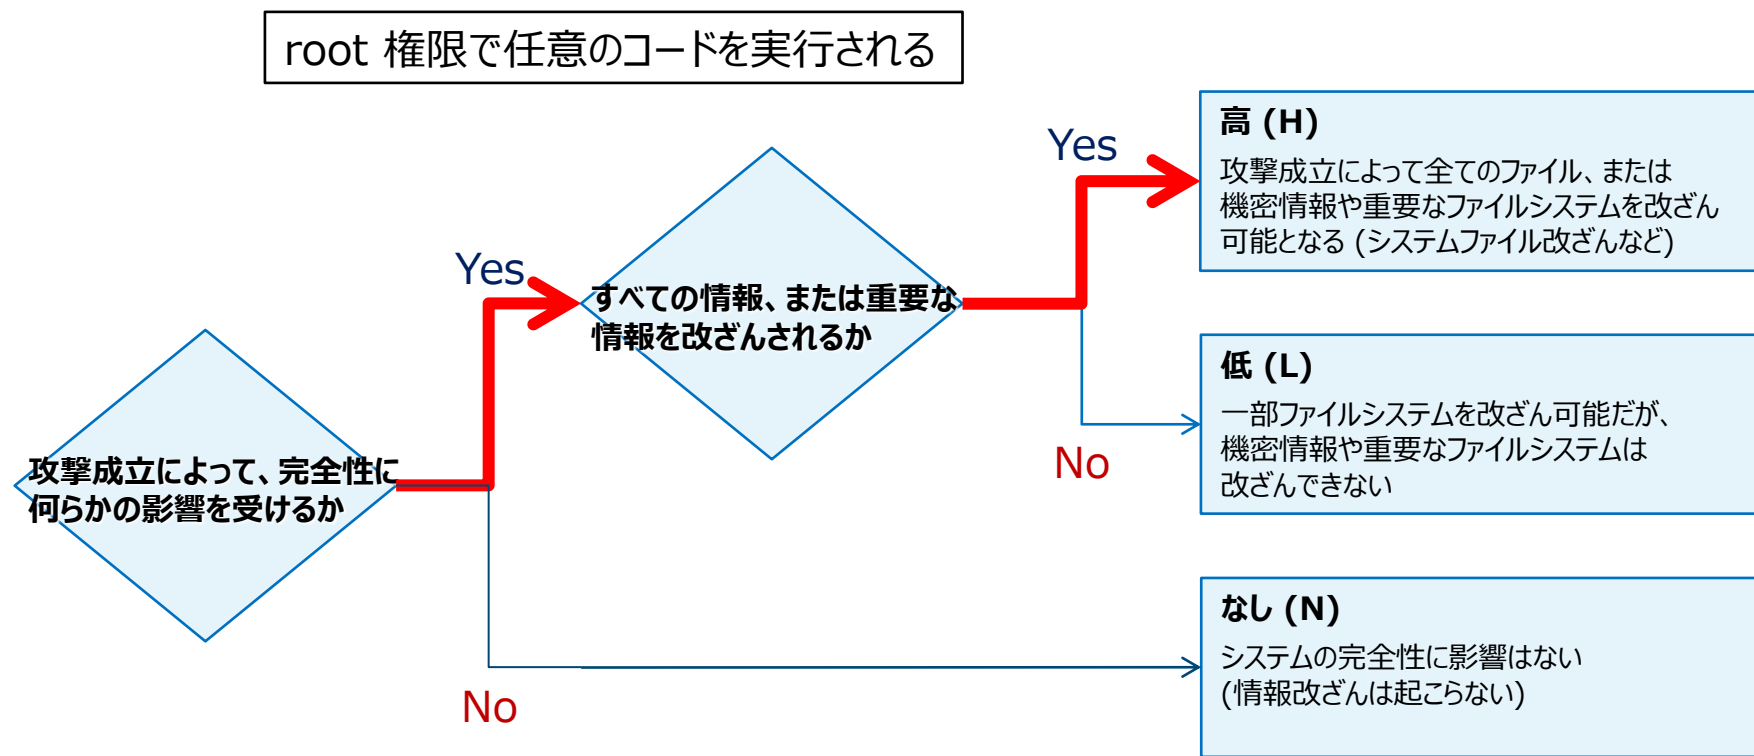 root 権限で任意のコードを実行される
高 (H)
攻撃成立によって全てのファイル、または
機密情報や重要なファイルシステムを改ざん
可能となる (システムファイル改ざんなど)
Yes
Yes
すべての情報、または重要な
情報を改ざんされるか
低 (L)
一部ファイルシステムを改ざん可能だが、
機密情報や重要なファイルシステムは
改ざんできない
No
攻撃成立によって、完全性に
何らかの影響を受けるか
なし (N)
システムの完全性に影響はない
(情報改ざんは起こらない)
No